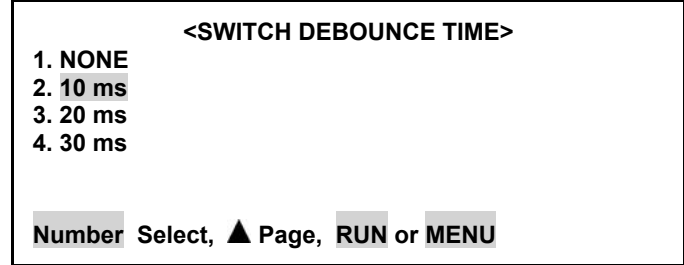 <SWITCH DEBOUNCE TIME>
1. NONE
2. 10 ms
3. 20 ms
4. 30 ms
Number Select, ▲ Page, RUN or MENU